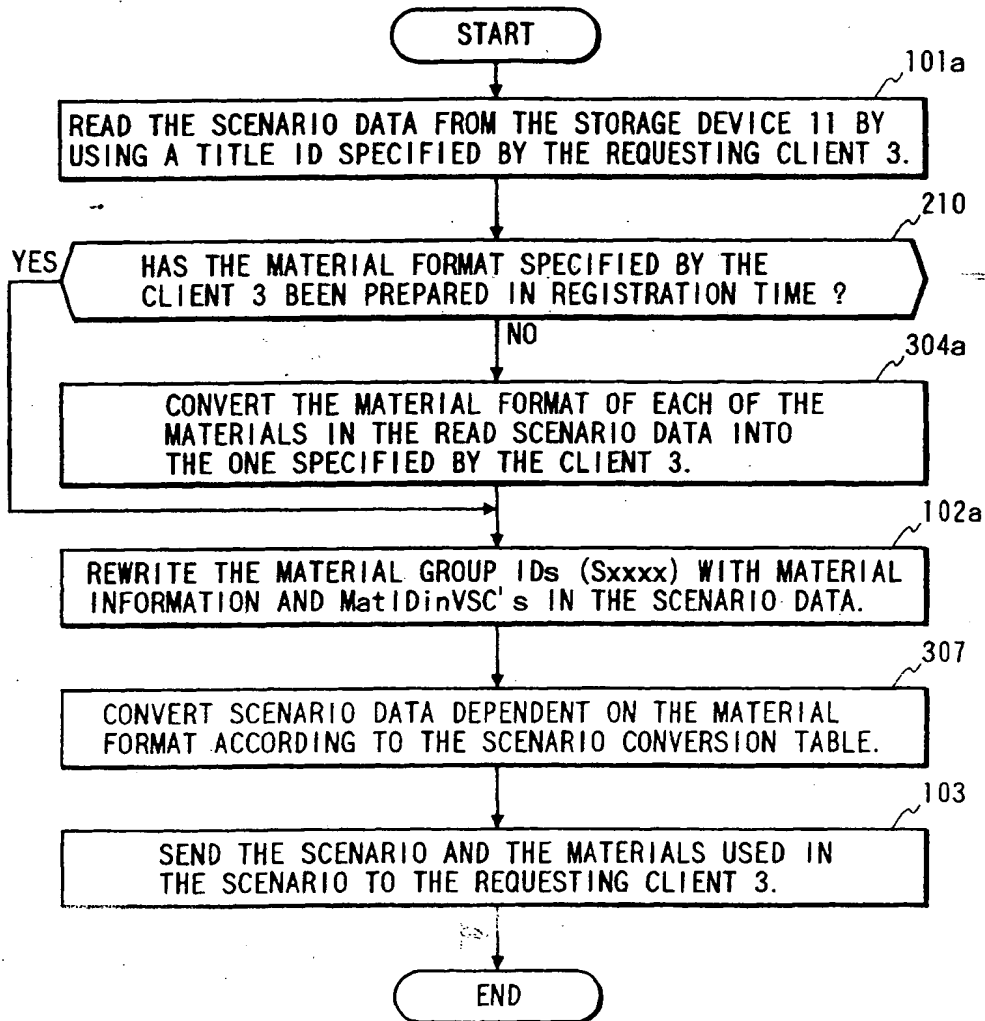 START
101a
READ THE SCENARIO DATA FROM THE STORAGE DEVICE 11 BY
USING A TITLE ID SPECIFIED BY THE REQUESTING CLIENT 3.
210
YES
HAS THE MATERIAL FORMAT SPECIFIED BY THE
CLIENT 3 BEEN PREPARED IN REGISTRATION TIME ?
NO
304a
CONVERT THE MATERIAL FORMAT OF EACH OF THE
MATERIALS IN THE READ SCENARIO DATA INTO
THE ONE SPECIFIED BY THE CLIENT 3.
102a
REWRITE THE MATERIAL GROUP IDs (Sxxxx) WITH MATERIAL
INFORMATION AND MatIDinVSC's IN THE SCENARIO DATA.
307
CONVERT SCENARIO DATA DEPENDENT ON THE MATERIAL
FORMAT ACCORDING TO THE SCENARIO CONVERSION TABLE.
103
SEND THE SCENARIO AND THE MATERIALS USED IN
THE SCENARIO TO THE REQUESTING CLIENT 3.
END